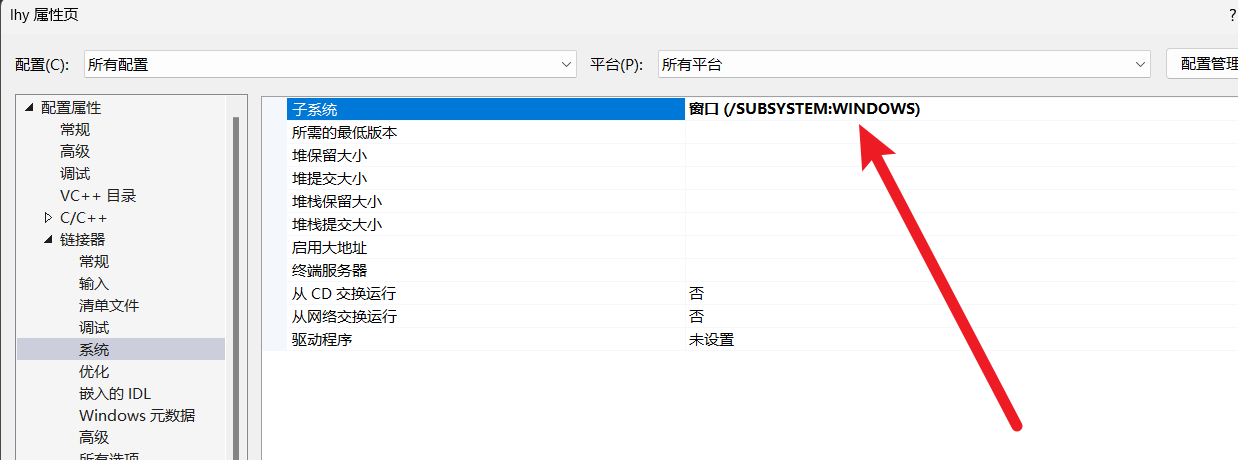 lhy 属性页 ?
配置(C): 所有配置 平台(P): 所有平台 配置管理
配置属性
常规
高级
调试
VC++ 目录
C/C++
链接器
常规
输入
清单文件
调试
系统
优化
嵌入的 IDL
Windows 元数据
高级
所有选项
子系统 窗口 (/SUBSYSTEM:WINDOWS)
所需的最低版本
堆保留大小
堆提交大小
堆栈保留大小
堆栈提交大小
启用大地址
终端服务器
从 CD 交换运行 否
从网络交换运行 否
驱动程序 未设置